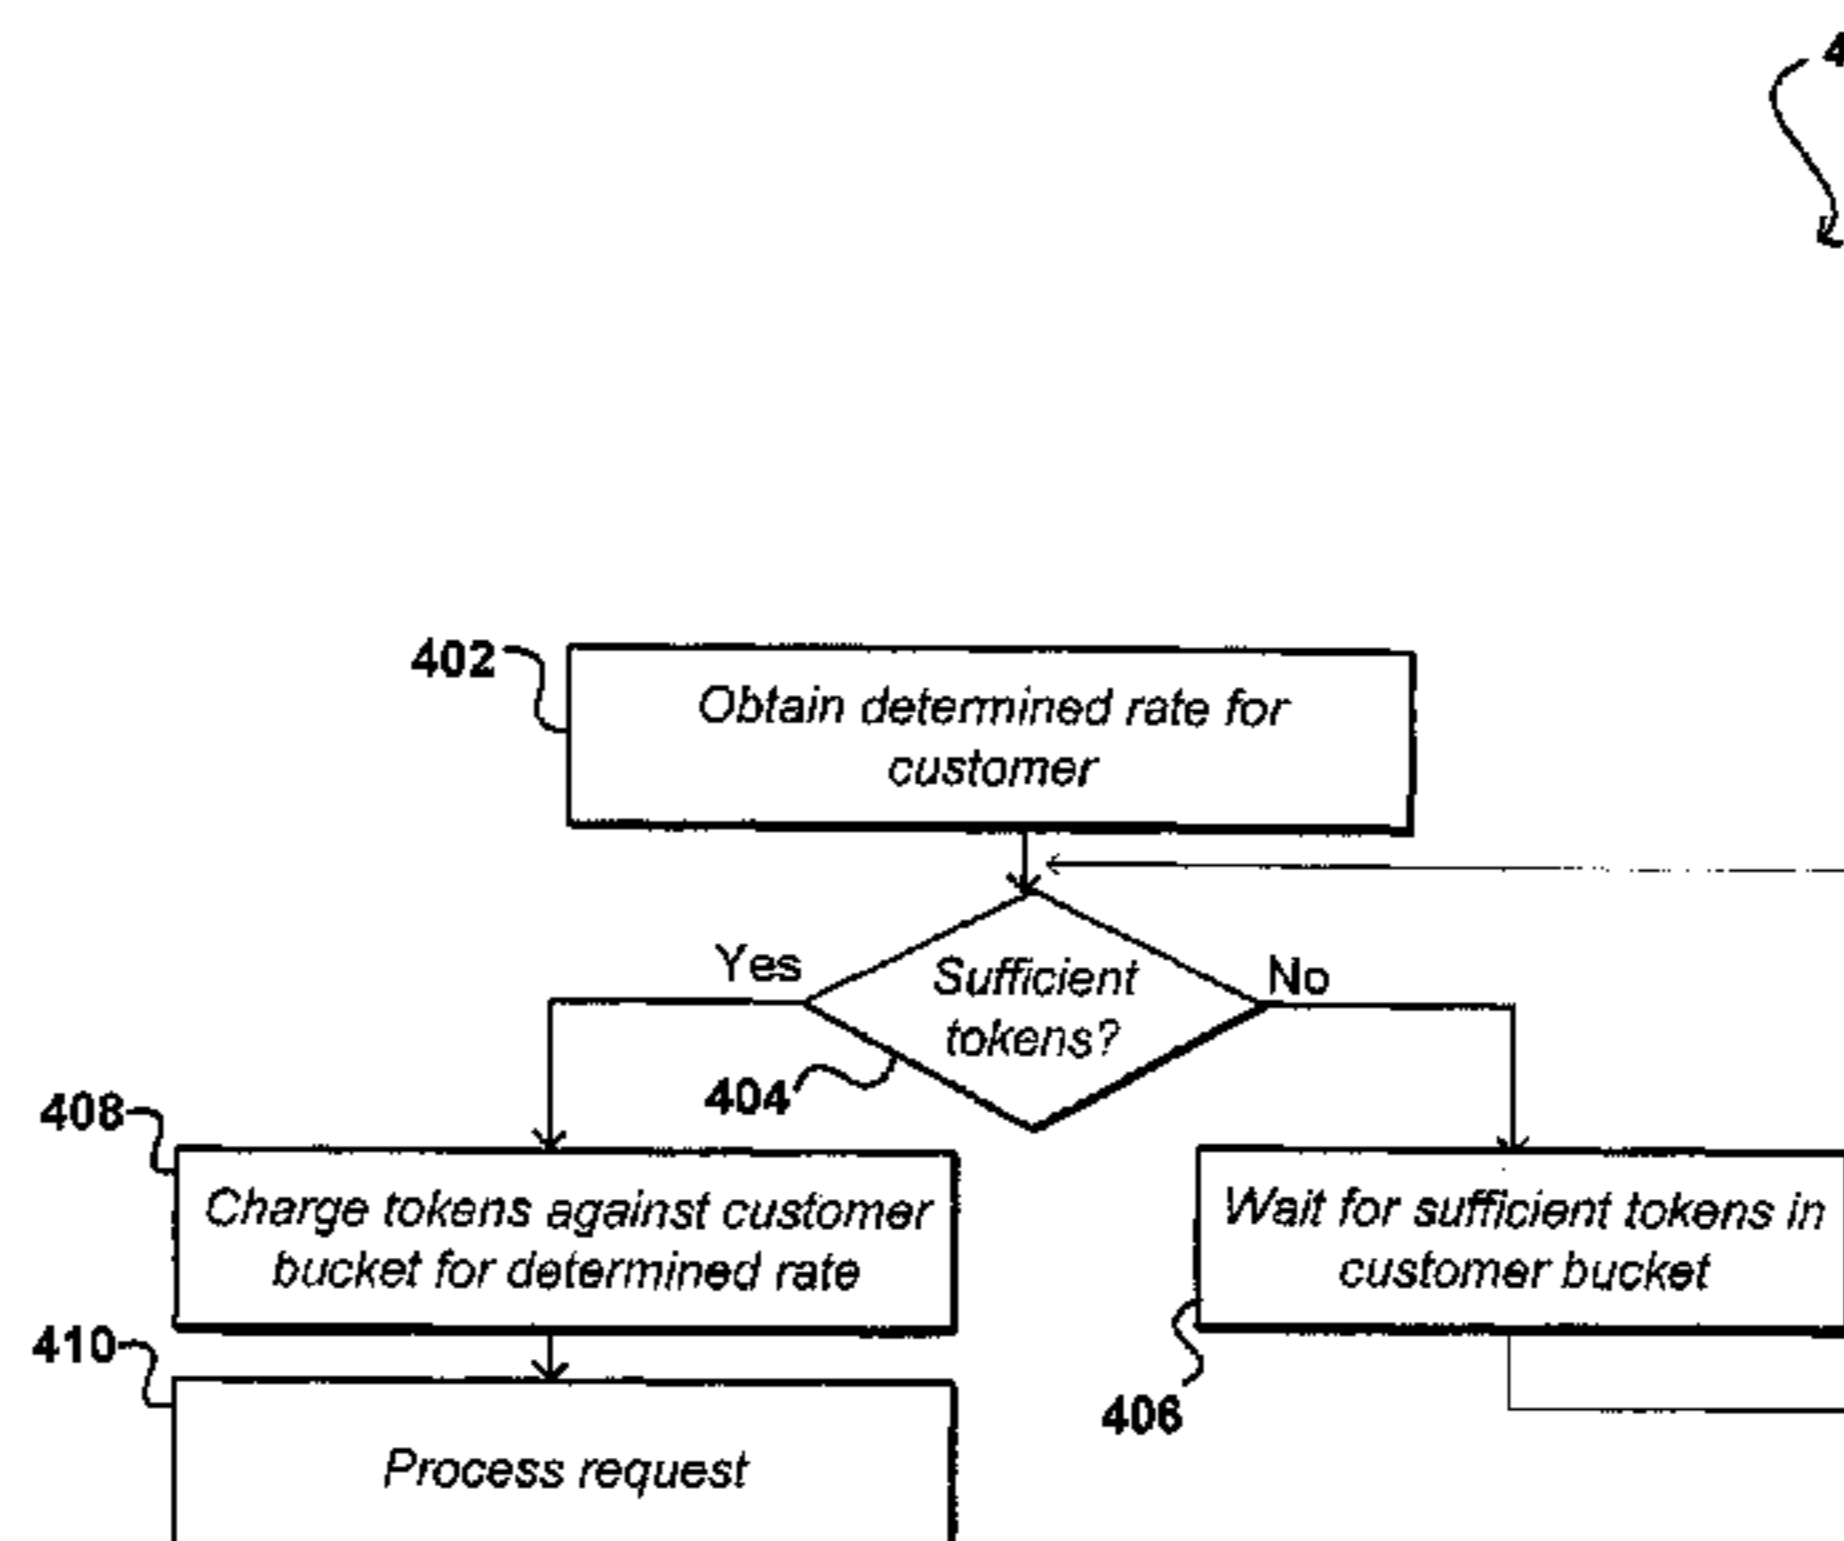 402
Obtain determined rate for
customer
Yes
Sufficient
tokens?
No
404
408
Charge tokens against customer
bucket for determined rate
Wait for sufficient tokens in
customer bucket
406
410
Process request